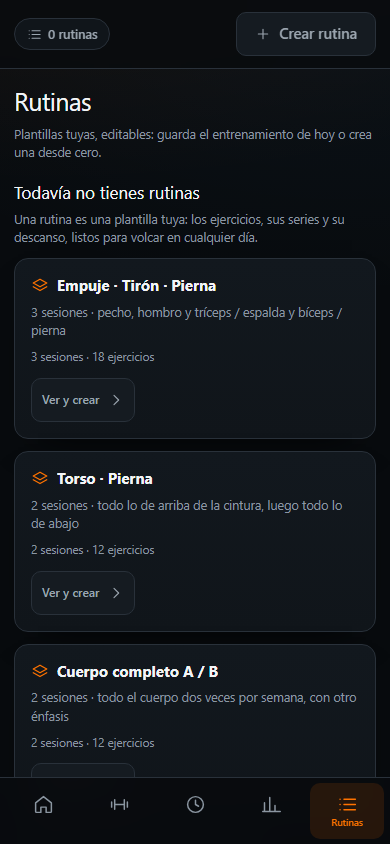 0 rutinas
Crear rutina
Rutinas
Plantillas tuyas, editables: guarda el entrenamiento de hoy o crea
una desde cero.
Todavía no tienes rutinas
Una rutina es una plantilla tuya: los ejercicios, sus series y su
descanso, listos para volcar en cualquier día.
Empuje · Tirón · Pierna
3 sesiones · pecho, hombro y tríceps / espalda y bíceps /
pierna
3 sesiones · 18 ejercicios
Ver y crear
Torso · Pierna
2 sesiones · todo lo de arriba de la cintura, luego todo lo
de abajo
2 sesiones · 12 ejercicios
Ver y crear
Cuerpo completo A / B
2 sesiones · todo el cuerpo dos veces por semana, con otro
énfasis
2 sesiones · 12 ejercicios
Rutinas